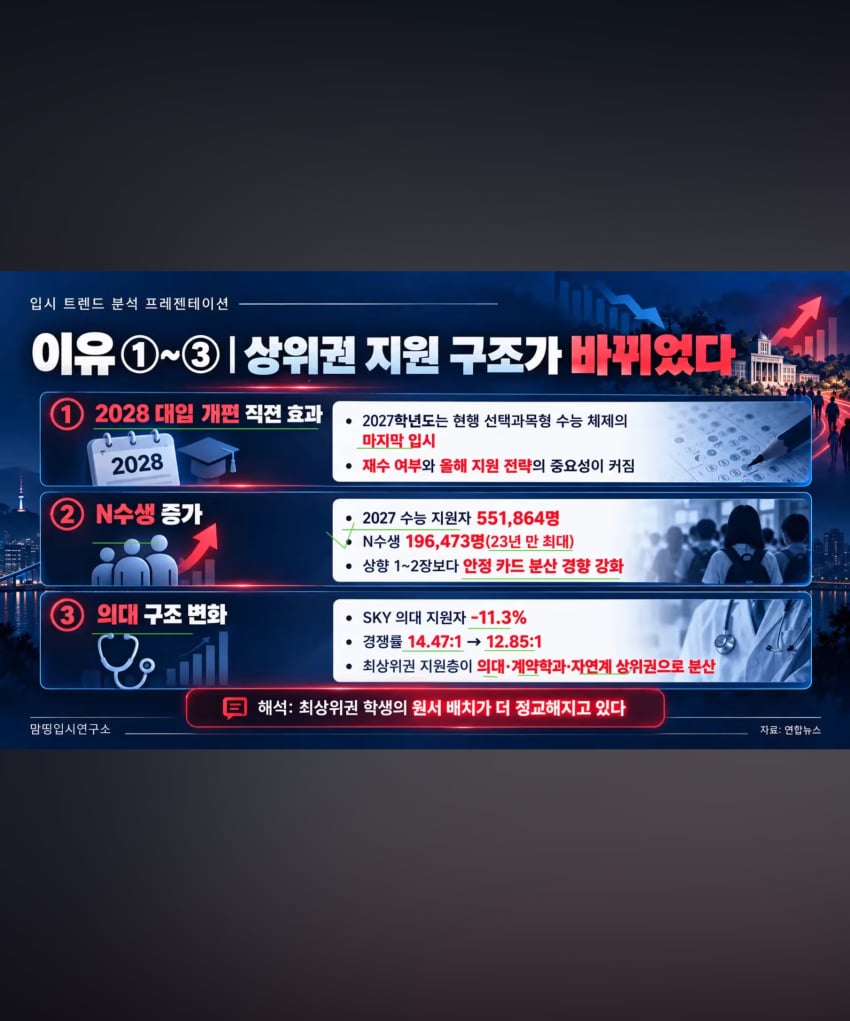 입시 트렌드 분석 프레젠테이션
이유 ①~③ | 상위권 지원 구조가 바뀌었다
① 2028 대입 개편 직전 효과
2028
• 2027학년도는 현행 선택과목형 수능 체제의
마지막 입시
• 재수 여부와 올해 지원 전략의 중요성이 커짐
② N수생 증가
• 2027 수능 지원자 551,864명
• N수생 196,473명(23년 만 최대)
• 상향 1~2장보다 안정 카드 분산 경향 강화
③ 의대 구조 변화
• SKY 의대 지원자 -11.3%
• 경쟁률 14.47:1 → 12.85:1
• 최상위권 지원층이 의대·계약학과·자연계 상위권으로 분산
해석: 최상위권 학생의 원서 배치가 더 정교해지고 있다
맘띵입시연구소
자료: 연합뉴스